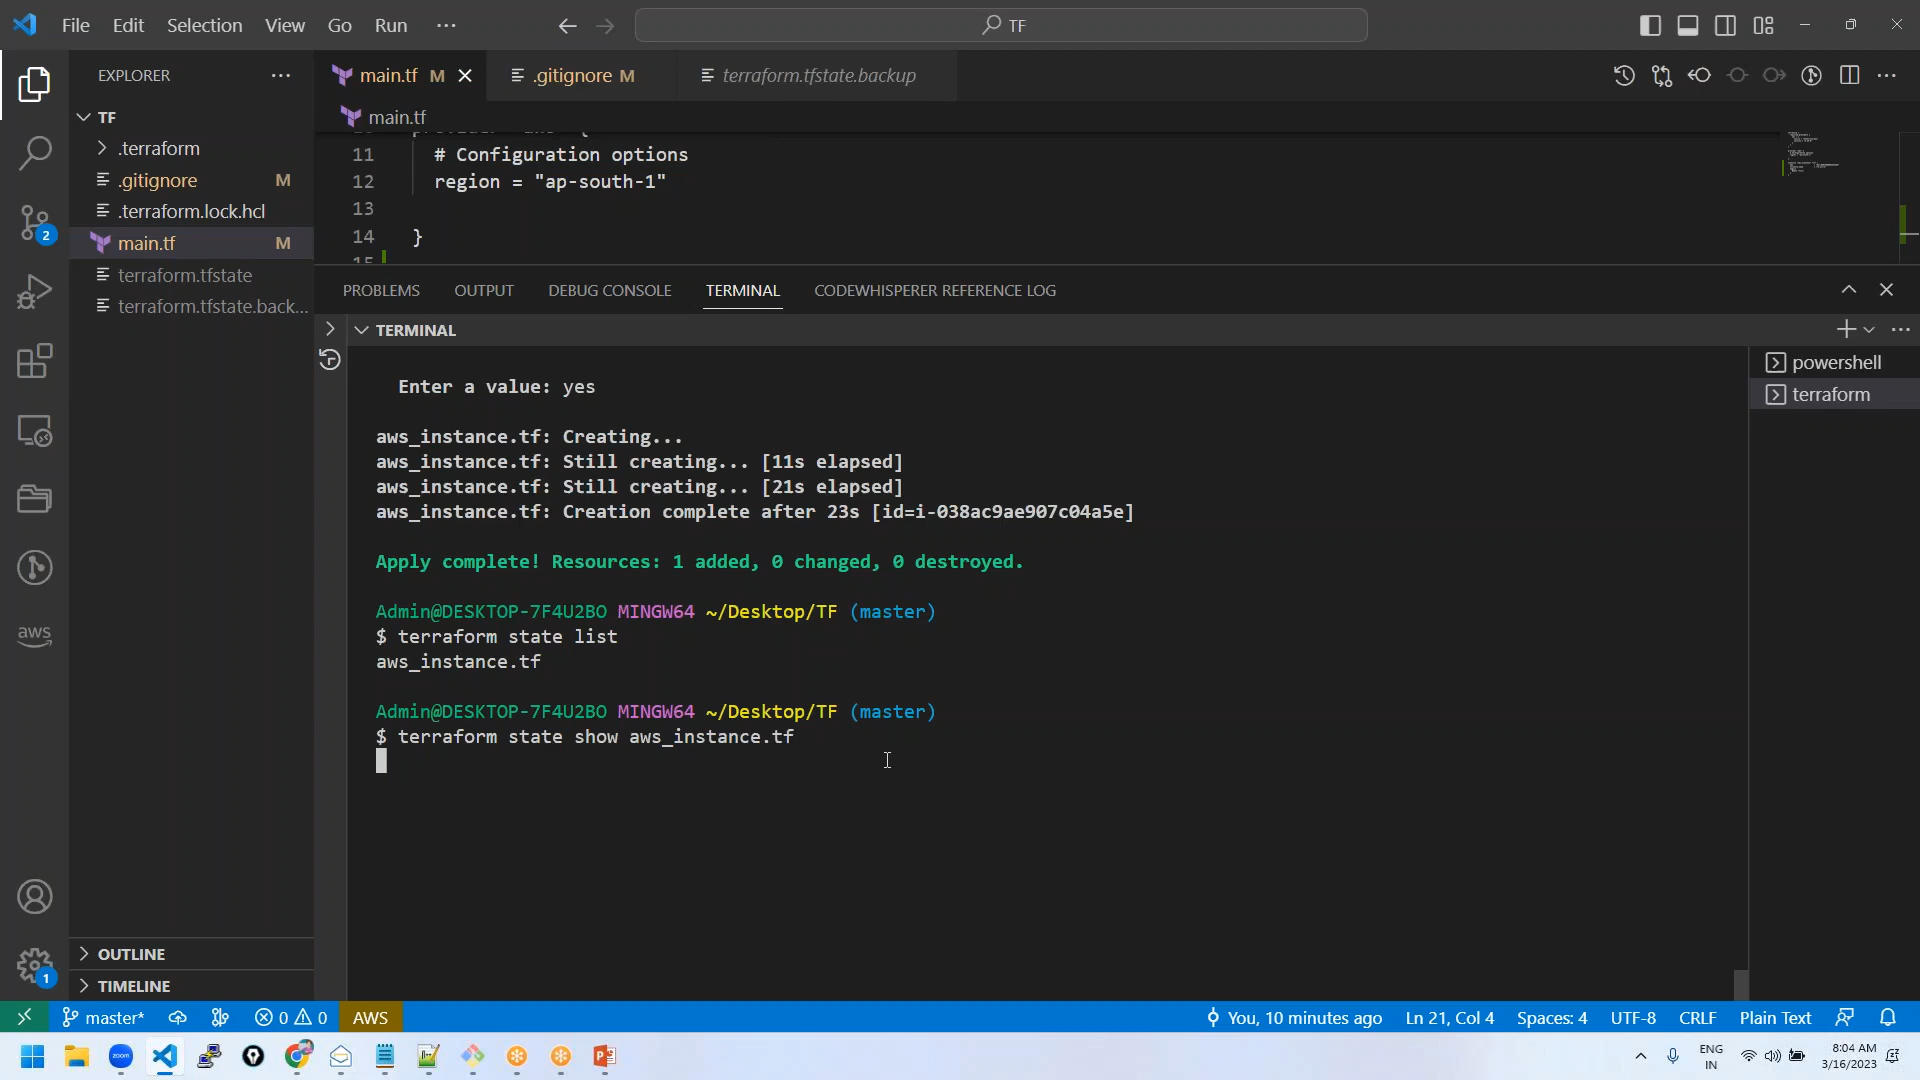 File Edit Selection View Go Run ···
TF
EXPLORER
TF
.terraform
.gitignore M
.terraform.lock.hcl
main.tf M
terraform.tfstate
terraform.tfstate.back...
OUTLINE
TIMELINE
main.tf M
.gitignore M
terraform.tfstate.backup
main.tf
11 # Configuration options
12 region = "ap-south-1"
13
14 }
15
PROBLEMS OUTPUT DEBUG CONSOLE TERMINAL CODEWHISPERER REFERENCE LOG
TERMINAL
powershell
terraform
Enter a value: yes
aws_instance.tf: Creating...
aws_instance.tf: Still creating... [11s elapsed]
aws_instance.tf: Still creating... [21s elapsed]
aws_instance.tf: Creation complete after 23s [id=i-038ac9ae907c04a5e]
Apply complete! Resources: 1 added, 0 changed, 0 destroyed.
Admin@DESKTOP-7F4U2BO MINGW64 ~/Desktop/TF (master)
$ terraform state list
aws_instance.tf
Admin@DESKTOP-7F4U2BO MINGW64 ~/Desktop/TF (master)
$ terraform state show aws_instance.tf
2
aws
1
master* 0 0 AWS You, 10 minutes ago Ln 21, Col 4 Spaces: 4 UTF-8 CRLF Plain Text
zoom
ENG
IN
8:04 AM
3/16/2023